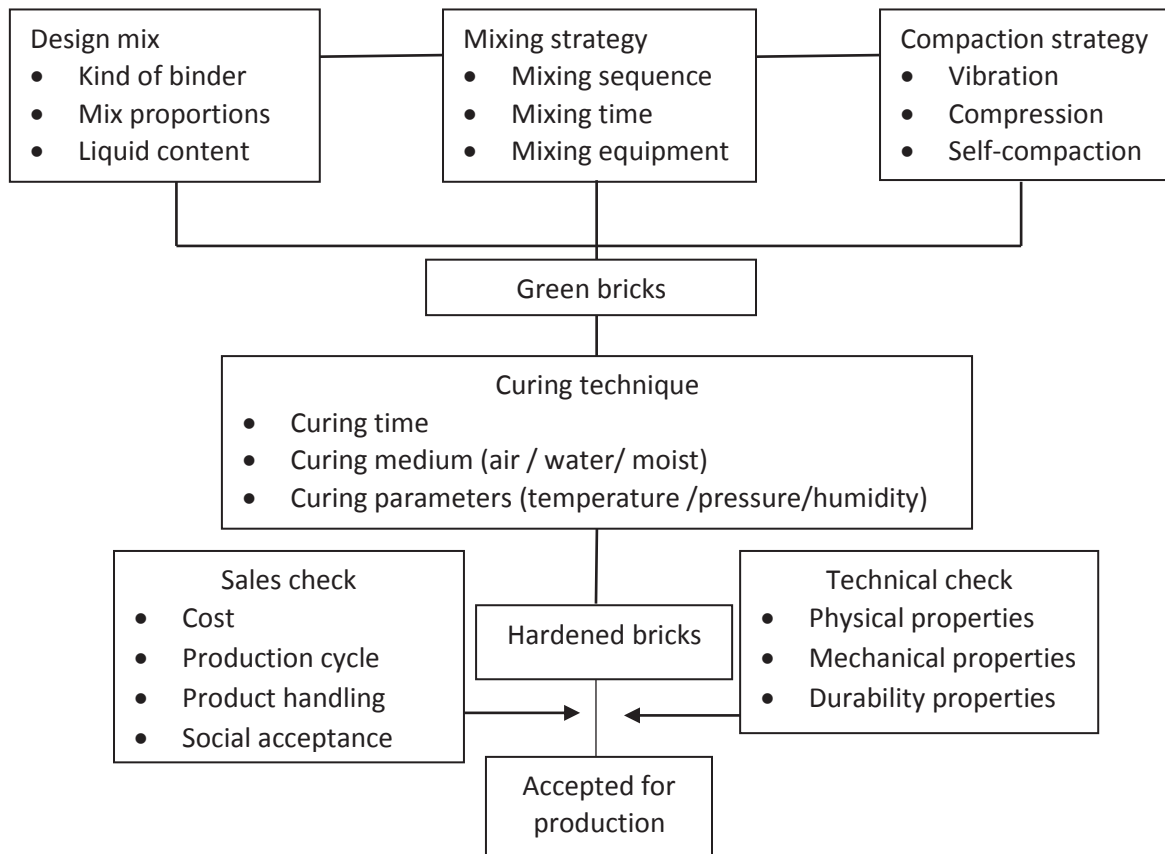 Design mix
• Kind of binder
• Mix proportions
• Liquid content
Mixing strategy
• Mixing sequence
• Mixing time
• Mixing equipment
Compaction strategy
• Vibration
• Compression
• Self-compaction
Green bricks
Curing technique
• Curing time
• Curing medium (air / water/ moist)
• Curing parameters (temperature /pressure/humidity)
Sales check
• Cost
• Production cycle
• Product handling
• Social acceptance
Hardened bricks
Technical check
• Physical properties
• Mechanical properties
• Durability properties
Accepted for
production